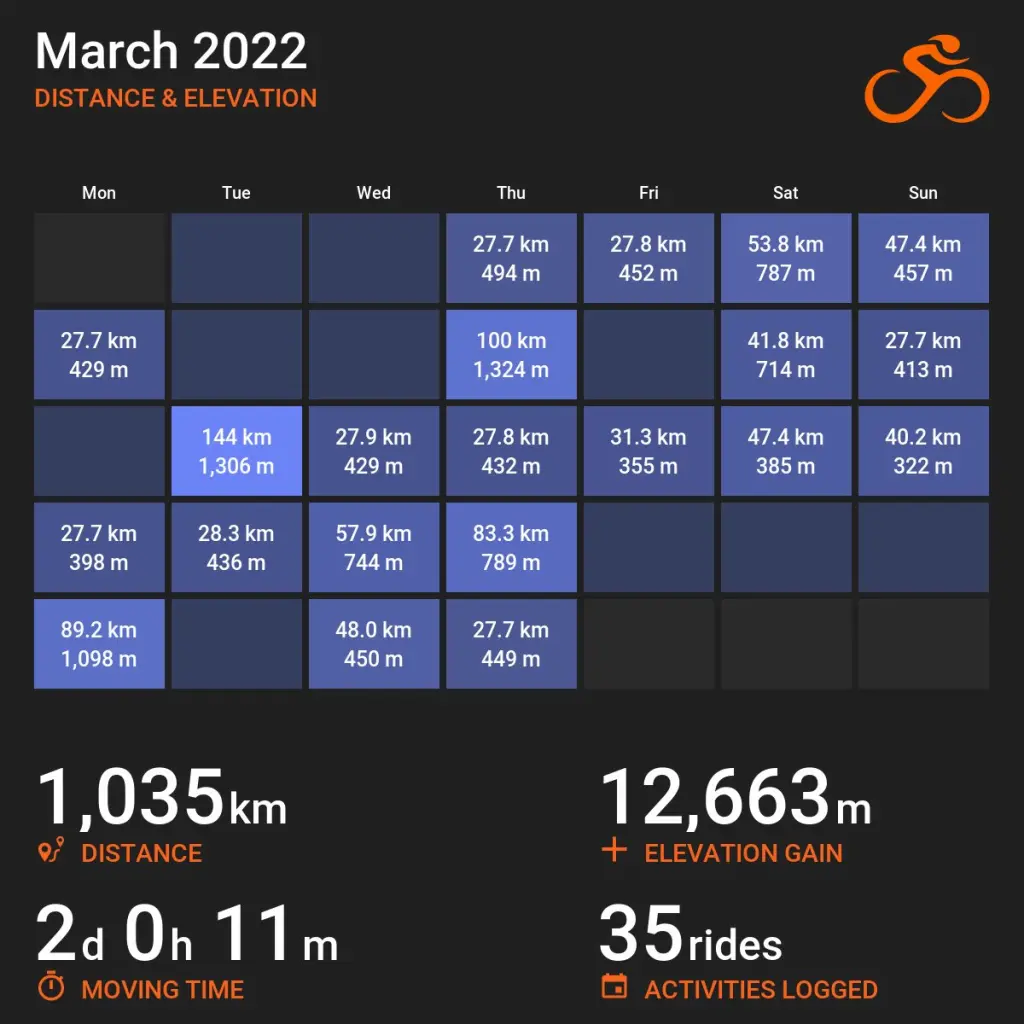 March 2022
DISTANCE & ELEVATION
Mon Tue Wed Thu Fri Sat Sun
27.7 km 27.8 km 53.8 km 47.4 km
494 m 452 m 787 m 457 m
27.7 km 100 km 41.8 km 27.7 km
429 m 1,324 m 714 m 413 m
144 km 27.9 km 27.8 km 31.3 km 47.4 km 40.2 km
1,306 m 429 m 432 m 355 m 385 m 322 m
27.7 km 28.3 km 57.9 km 83.3 km
398 m 436 m 744 m 789 m
89.2 km 48.0 km 27.7 km
1,098 m 450 m 449 m
1,035 km 12,663 m
DISTANCE ELEVATION GAIN
2d 0h 11m 35 rides
MOVING TIME ACTIVITIES LOGGED